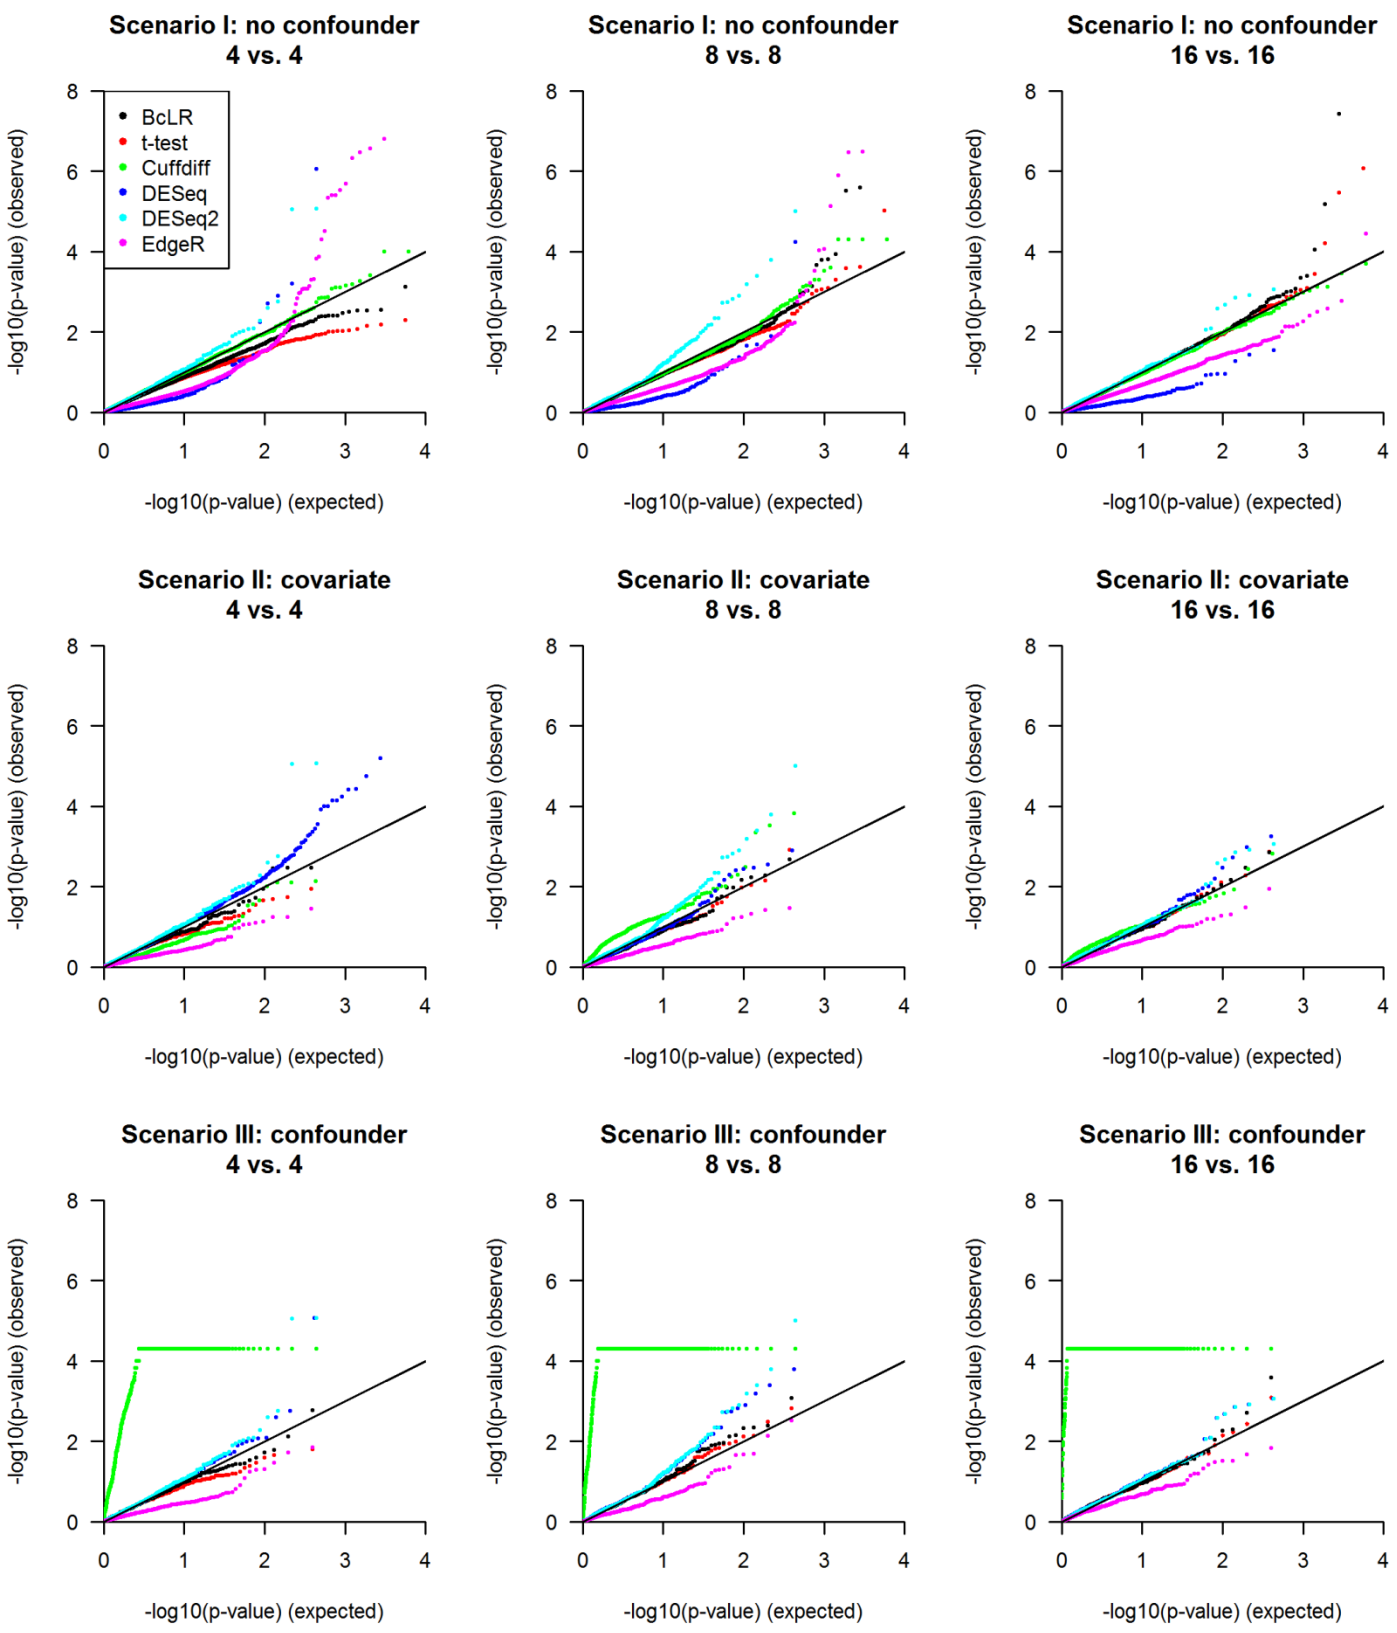 Scenario I: no confounder
4 vs. 4
-log10(p-value) (observed)
8
6
4
2
0
BcLR
t-test
Cuffdiff
DESeq
DESeq2
EdgeR
0 1 2 3 4
-log10(p-value) (expected)
Scenario I: no confounder
8 vs. 8
-log10(p-value) (observed)
8
6
4
2
0
0 1 2 3 4
-log10(p-value) (expected)
Scenario I: no confounder
16 vs. 16
-log10(p-value) (observed)
8
6
4
2
0
0 1 2 3 4
-log10(p-value) (expected)
Scenario II: covariate
4 vs. 4
-log10(p-value) (observed)
8
6
4
2
0
0 1 2 3 4
-log10(p-value) (expected)
Scenario II: covariate
8 vs. 8
-log10(p-value) (observed)
8
6
4
2
0
0 1 2 3 4
-log10(p-value) (expected)
Scenario II: covariate
16 vs. 16
-log10(p-value) (observed)
8
6
4
2
0
0 1 2 3 4
-log10(p-value) (expected)
Scenario III: confounder
4 vs. 4
-log10(p-value) (observed)
8
6
4
2
0
0 1 2 3 4
-log10(p-value) (expected)
Scenario III: confounder
8 vs. 8
-log10(p-value) (observed)
8
6
4
2
0
0 1 2 3 4
-log10(p-value) (expected)
Scenario III: confounder
16 vs. 16
-log10(p-value) (observed)
8
6
4
2
0
0 1 2 3 4
-log10(p-value) (expected)